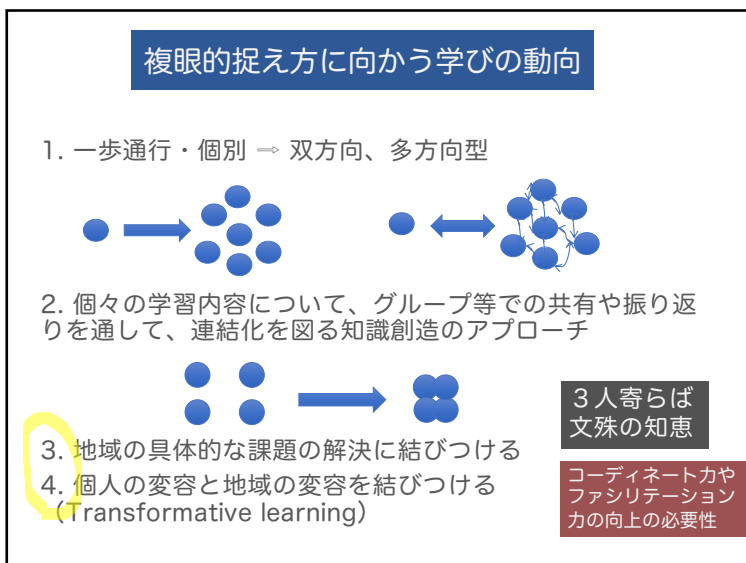 複眼的捉え方に向かう学びの動向
1. 一歩通行・個別 ⇒ 双方向、多方向型
2. 個々の学習内容について、グループ等での共有や振り返
りを通して、連結化を図る知識創造のアプローチ
3人寄らば
文殊の知恵
3. 地域の具体的な課題の解決に結びつける
4. 個人の変容と地域の変容を結びつける
（Transformative learning）
コーディネート力や
ファシリテーション
力の向上の必要性